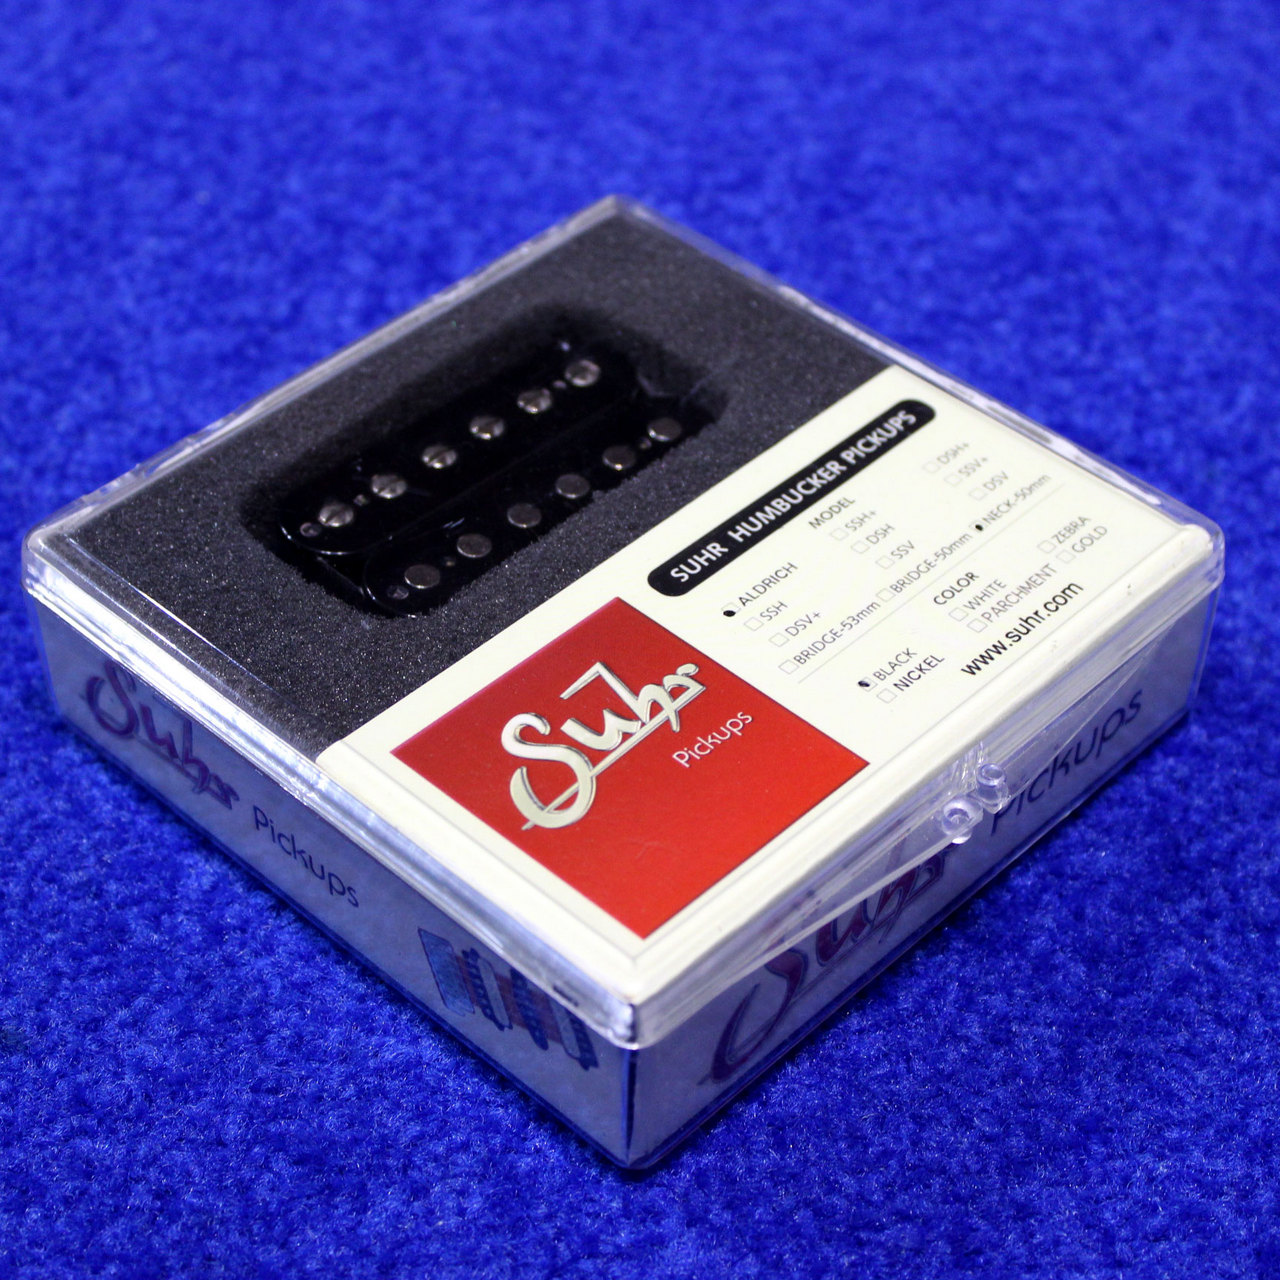 SUHR HUMBUCKER PICKUPS
MODEL
ALDRICH
SSH+
DSH+
SSH
DSH
SSV+
DSV+
SSV
DSV
BRIDGE-53mm
BRIDGE-50mm
NECK-50mm
COLOR
BLACK
WHITE
ZEBRA
NICKEL
PARCHMENT
GOLD
www.suhr.com
Suhr
Pickups
Suhr
Pickups
Suhr
Pickups